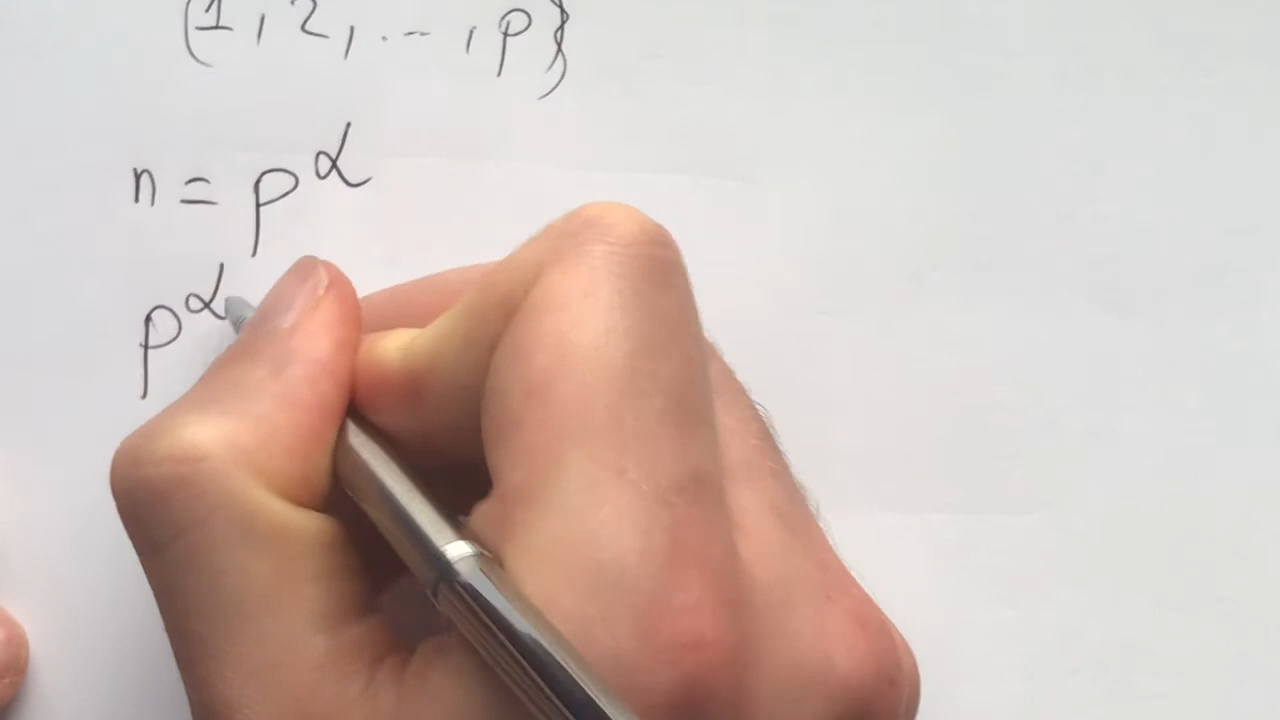 {1, 2, ..., p}
n = p^α
p^α